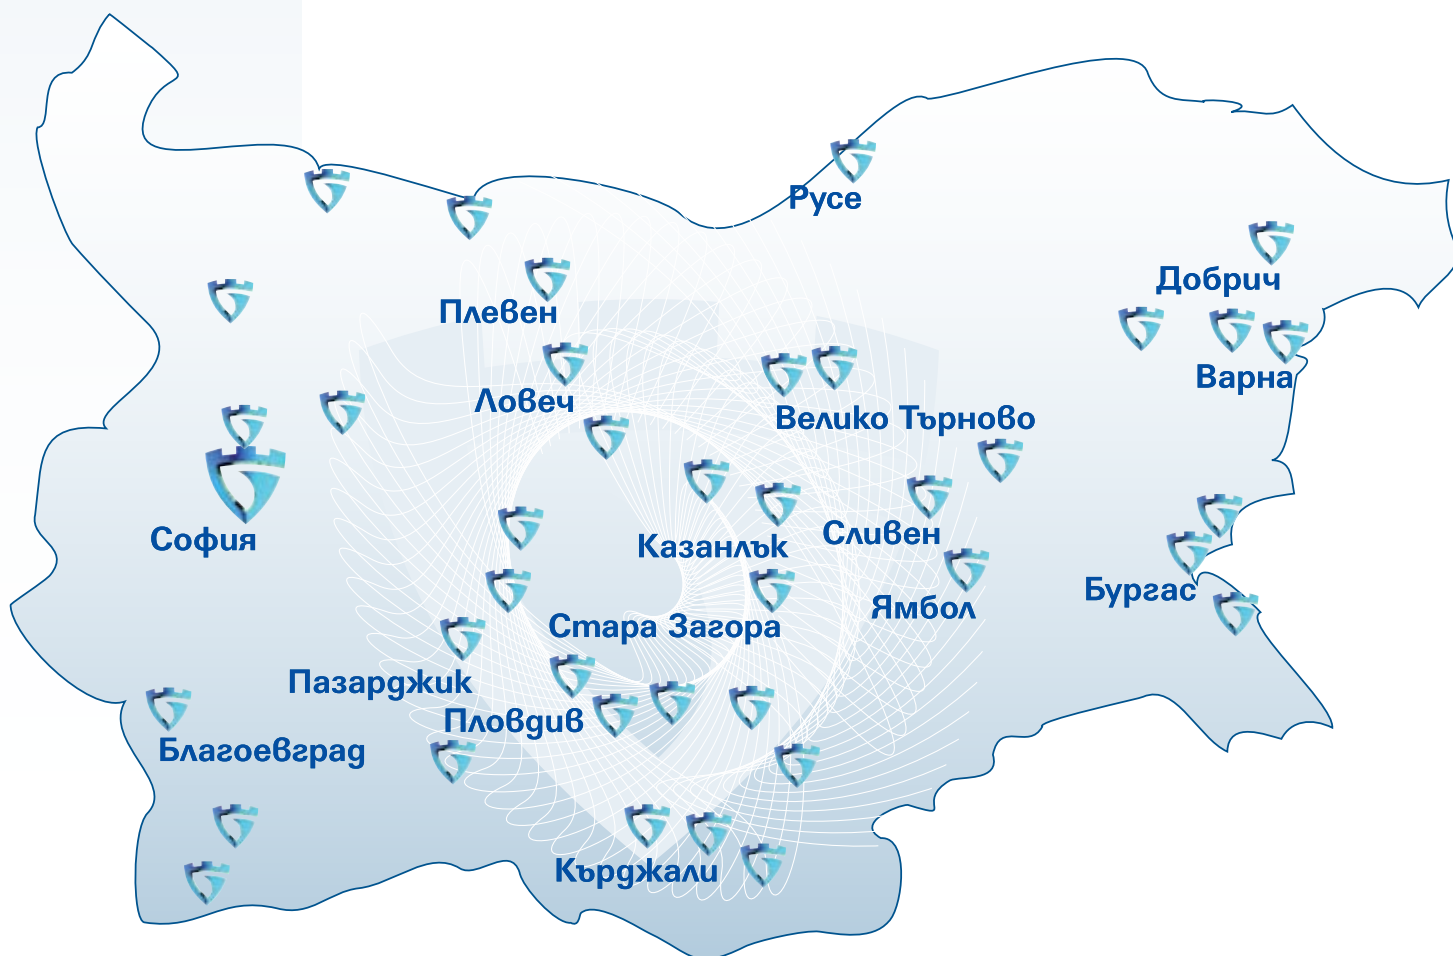 Русе
Добрич
Плевен
Варна
Ловеч
Велико Търново
София
Сливен
Казанлък
Бургас
Ямбол
Стара Загора
Пазарджик
Пловдив
Благоевград
Кърджали